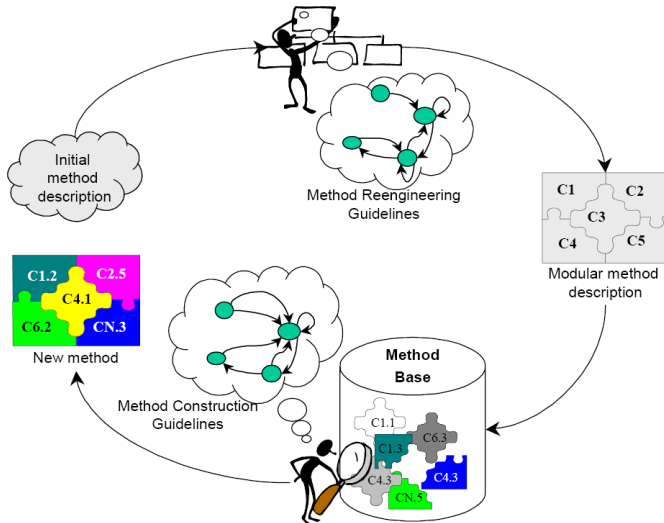 Initial
method
description
Method Reengineering
Guidelines
C1
C2
C3
C4
C5
Modular method
description
C1.2
C2.5
C4.1
C6.2
CN.3
New method
Method Construction
Guidelines
Method
Base
C1.1
C1.3
C6.3
C4.3
C4.3
CN.5